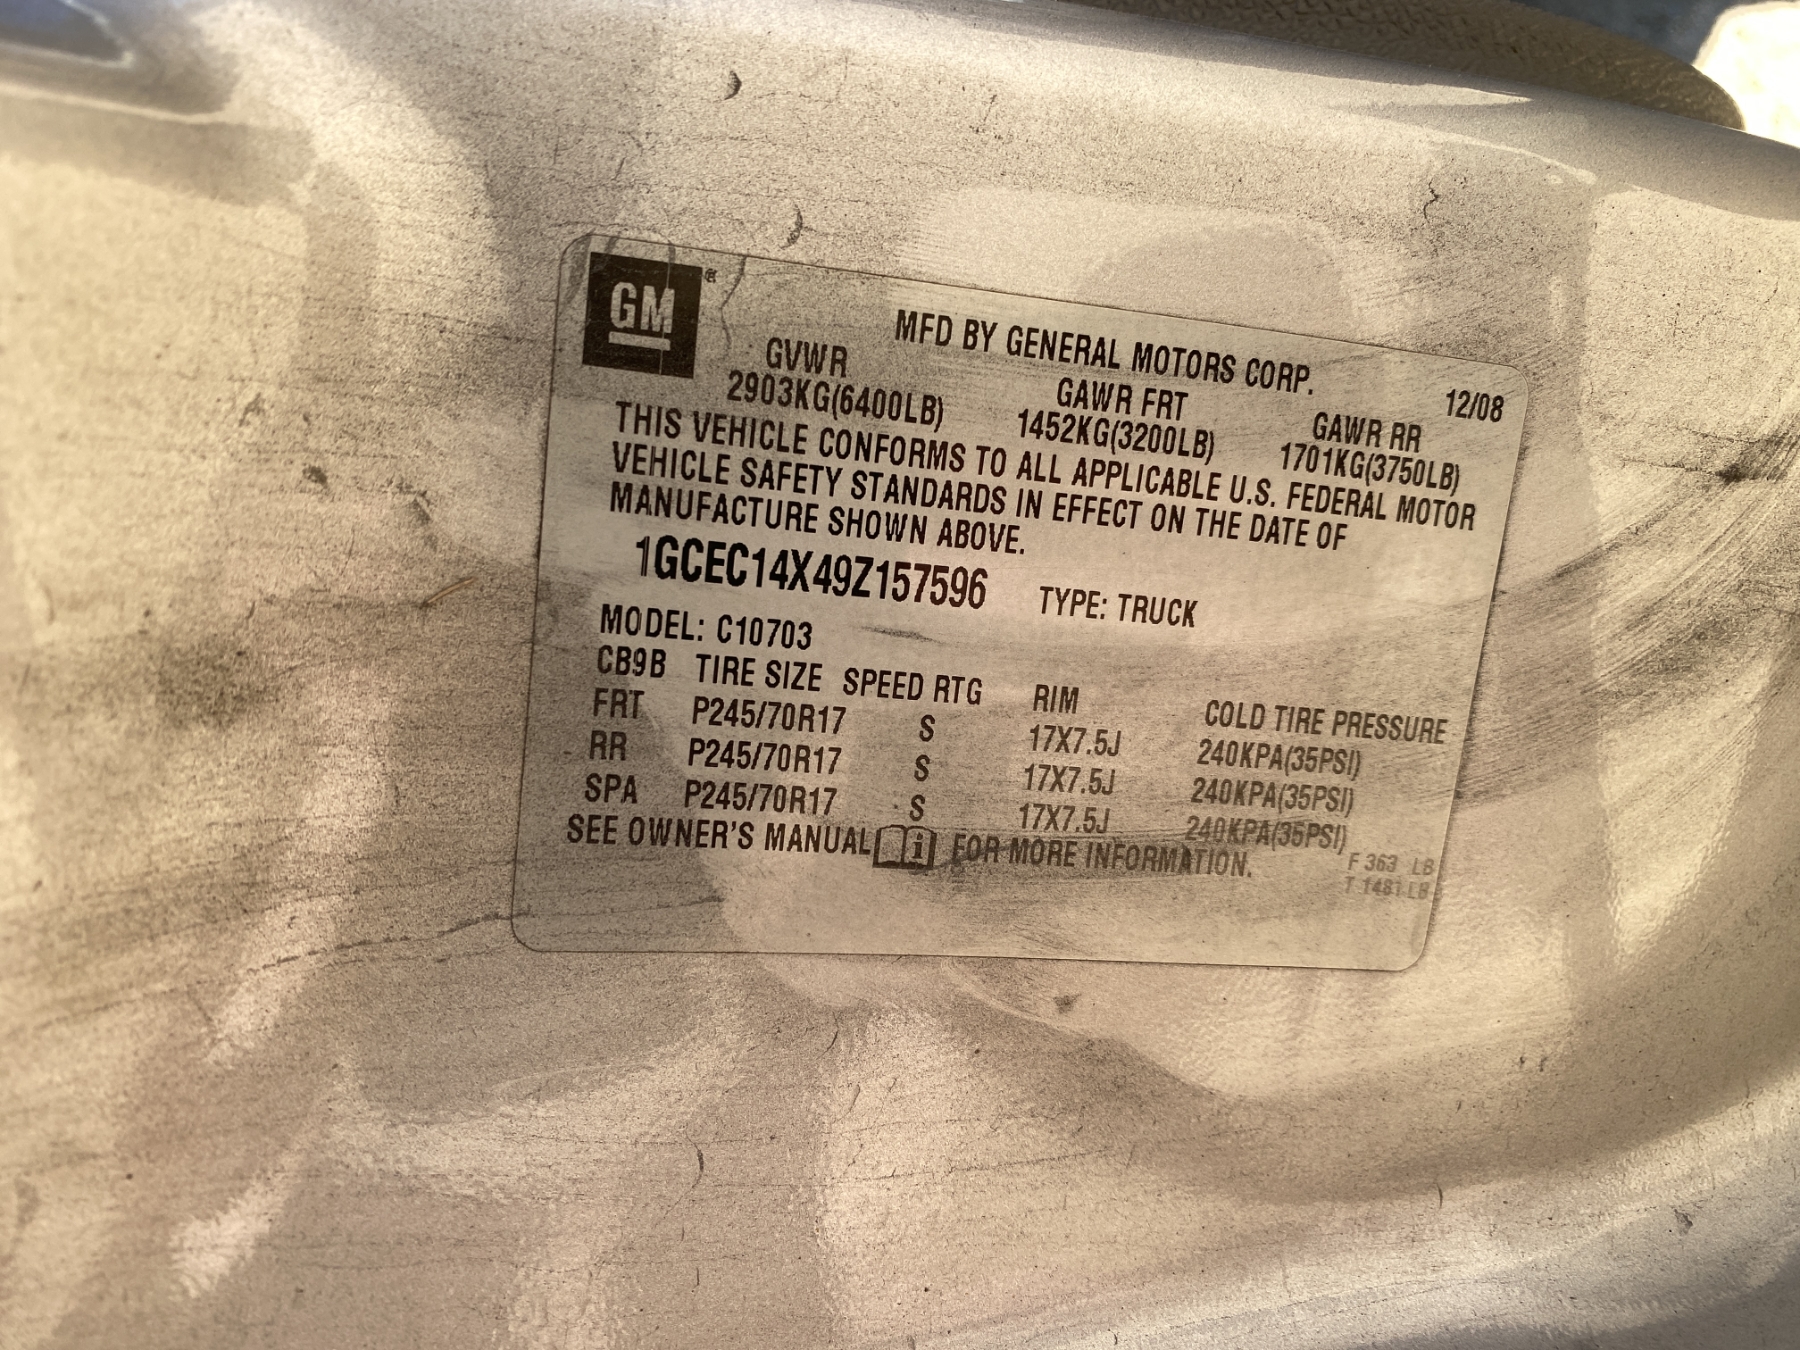 GM®
MFD BY GENERAL MOTORS CORP.
12/08
GVWR GAWR FRT GAWR RR
2903KG(6400LB) 1452KG(3200LB) 1701KG(3750LB)
THIS VEHICLE CONFORMS TO ALL APPLICABLE U.S. FEDERAL MOTOR
VEHICLE SAFETY STANDARDS IN EFFECT ON THE DATE OF
MANUFACTURE SHOWN ABOVE.
1GCEC14X49Z157596 TYPE: TRUCK
MODEL: C10703
CB9B TIRE SIZE SPEED RTG RIM COLD TIRE PRESSURE
FRT P245/70R17 S 17X7.5J 240KPA(35PSI)
RR P245/70R17 S 17X7.5J 240KPA(35PSI)
SPA P245/70R17 S 17X7.5J 240KPA(35PSI)
SEE OWNER'S MANUAL i FOR MORE INFORMATION.
F 363 LB
T 1481 LB